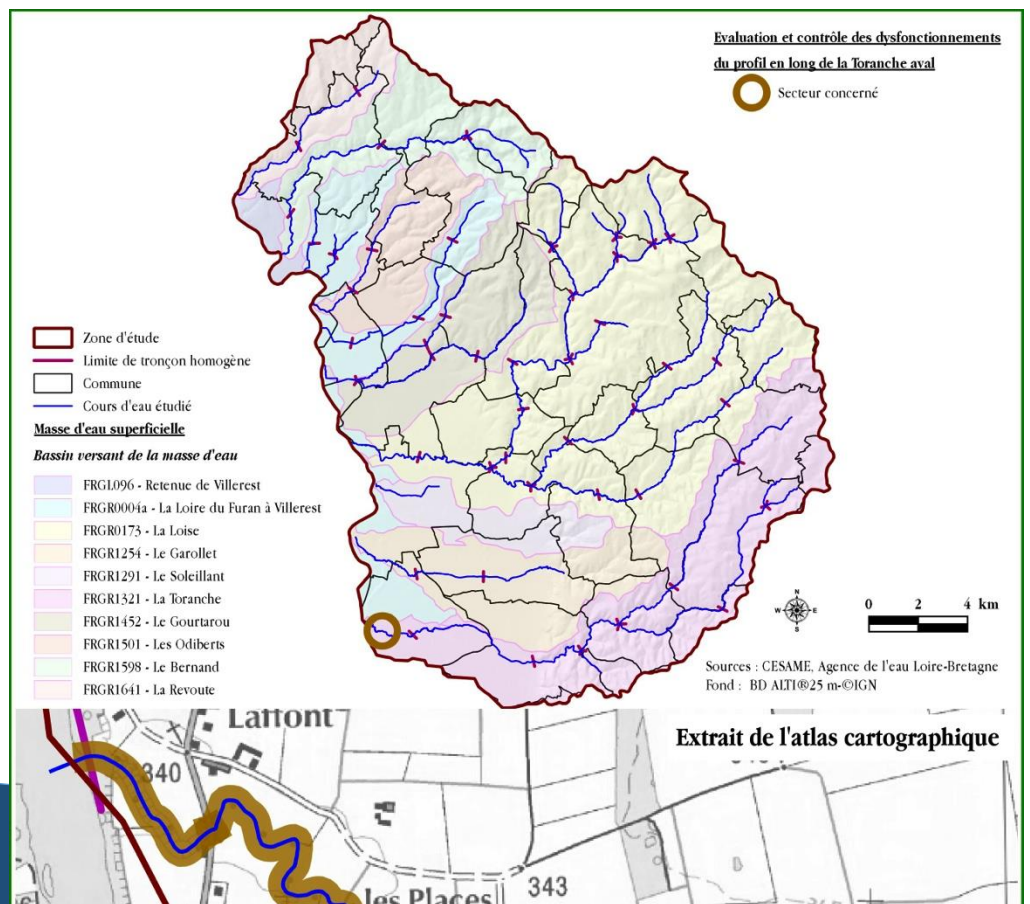 Evaluation et contrôle des dysfonctionnements
du profil en long de la Toranche aval
Secteur concerné
Zone d'étude
Limite de tronçon homogène
Commune
Cours d'eau étudié
Masse d'eau superficielle
Bassin versant de la masse d'eau
FRGL096 - Retenue de Villerest
FRGR0004a - La Loire du Furan à Villerest
FRGR0173 - La Loise
FRGR1254 - Le Garollet
FRGR1291 - Le Soleillant
FRGR1321 - La Toranche
FRGR1452 - Le Gourtarou
FRGR1501 - Les Odiberts
FRGR1598 - Le Bernand
FRGR1641 - La Revoute
N
W E
S
0 2 4 km
Sources : CESAME, Agence de l'eau Loire-Bretagne
Fond : BD ALTI®25 m-©IGN
Laffont
Extrait de l'atlas cartographique
340
343
les Places